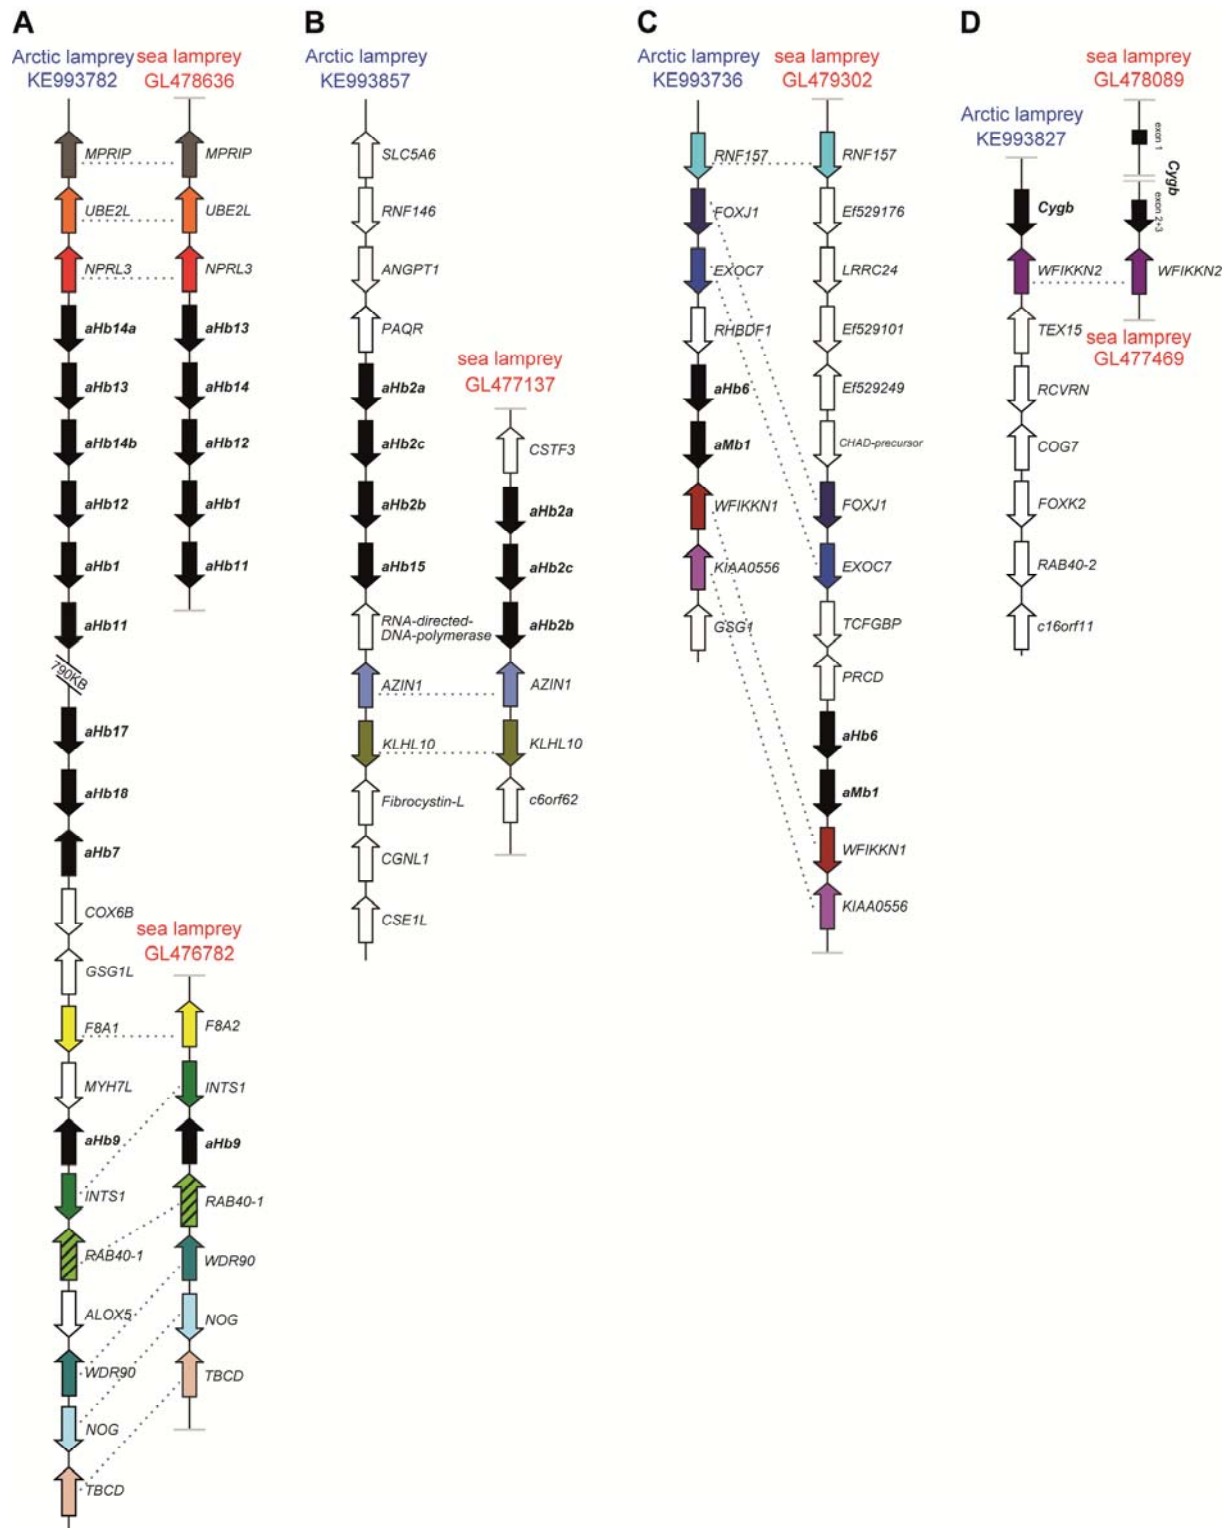 A
Arctic lamprey
KE993782
sea lamprey
GL478636
MPRIP
UBE2L
NPRL3
aHb14a
aHb13
aHb14b
aHb12
aHb1
aHb11
790KB
aHb17
aHb18
aHb7
COX6B
GSG1L
F8A1
MYH7L
aHb9
INTS1
RAB40-1
ALOX5
WDR90
NOG
TBCD
MPRIP
UBE2L
NPRL3
aHb13
aHb14
aHb12
aHb1
aHb11
sea lamprey
GL476782
F8A2
INTS1
aHb9
RAB40-1
WDR90
NOG
TBCD
B
Arctic lamprey
KE993857
SLC5A6
RNF146
ANGPT1
PAQR
aHb2a
aHb2c
aHb2b
aHb15
RNA-directed-
DNA-polymerase
AZIN1
KLHL10
Fibrocystin-L
CGNL1
CSE1L
sea lamprey
GL477137
CSTF3
aHb2a
aHb2c
aHb2b
AZIN1
KLHL10
c6orf62
C
Arctic lamprey
KE993736
RNF157
FOXJ1
EXOC7
RHBDF1
aHb6
aMb1
WFIKKN1
KIAA0556
GSG1
sea lamprey
GL479302
RNF157
Ef529176
LRRC24
Ef529101
Ef529249
CHAD-precursor
FOXJ1
EXOC7
TCFGBP
PRCD
aHb6
aMb1
WFIKKN1
KIAA0556
D
Arctic lamprey
KE993827
Cygb
WFIKKN2
TEX15
RCVRN
COG7
FOXK2
RAB40-2
c16orf11
sea lamprey
GL478089
exon 1
Cygb
exon 2+3
WFIKKN2
sea lamprey
GL477469